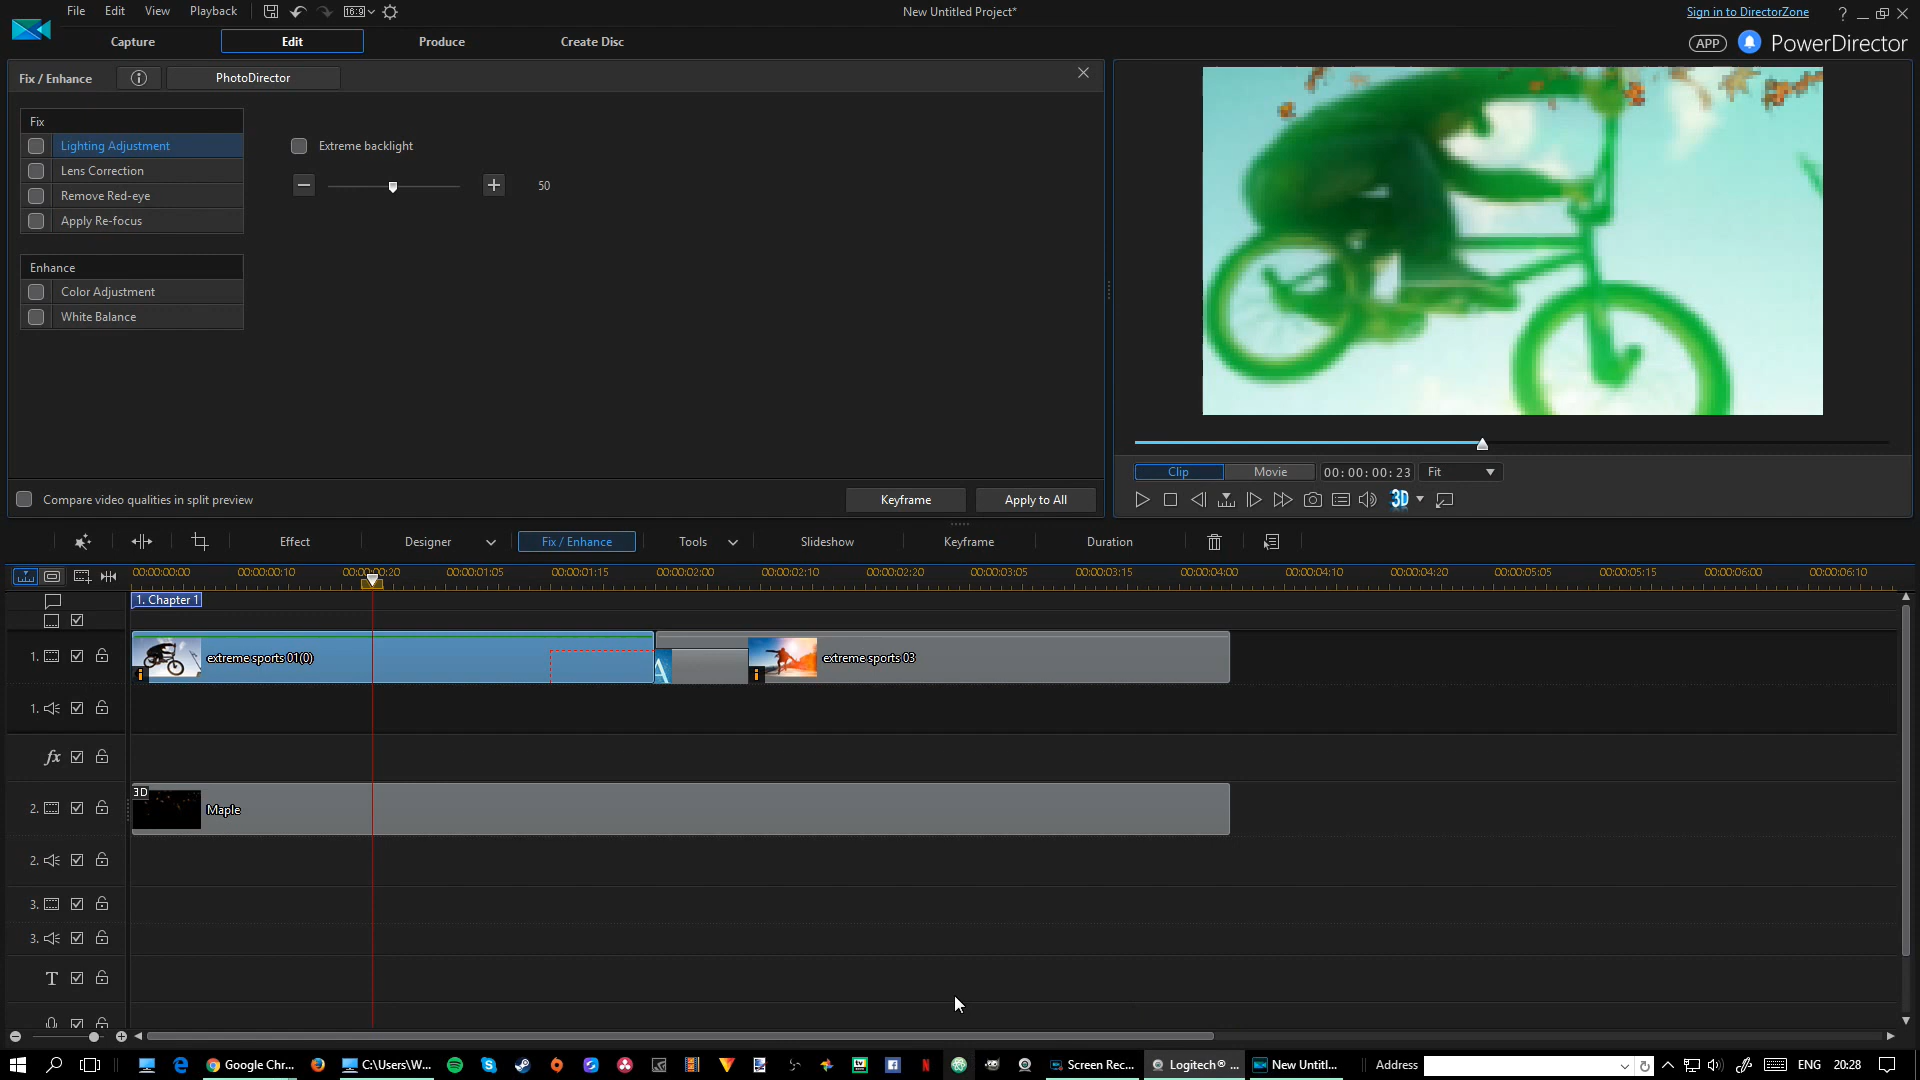 File Edit View Playback 16:9 New Untitled Project* Sign in to DirectorZone ?
Capture Edit Produce Create Disc APP PowerDirector
Fix / Enhance PhotoDirector
Fix
Lighting Adjustment
Lens Correction
Remove Red-eye
Apply Re-focus
Extreme backlight
50
Enhance
Color Adjustment
White Balance
Compare video qualities in split preview Keyframe Apply to All
Clip Movie 00:00:00:23 Fit
3D
Effect Designer Fix / Enhance Tools Slideshow Keyframe Duration
00:00:00:00 00:00:00:10 00:00:00:20 00:00:01:05 00:00:01:15 00:00:02:00 00:00:02:10 00:00:02:20 00:00:03:05 00:00:03:15 00:00:04:00 00:00:04:10 00:00:04:20 00:00:05:05 00:00:05:15 00:00:06:00 00:00:06:10
1. Chapter 1
1. extreme sports 01(0) A extreme sports 03
1.
fx
3D
2. Maple
2.
3.
3.
T
Google Chr... C:\Users\W... Screen Rec... Logitech® ... New Untitl... Address ENG 20:28